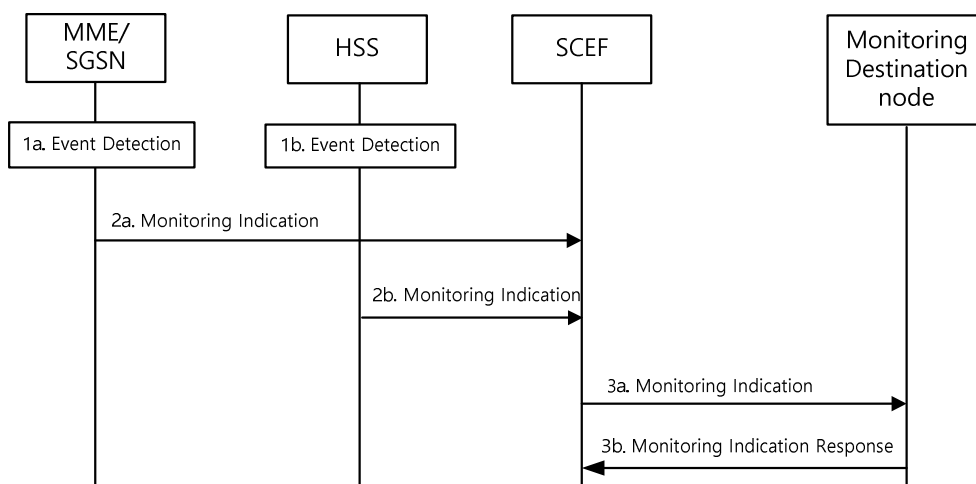 MME/
SGSN
HSS
SCEF
Monitoring
Destination
node
1a. Event Detection
1b. Event Detection
2a. Monitoring Indication
2b. Monitoring Indication
3a. Monitoring Indication
3b. Monitoring Indication Response